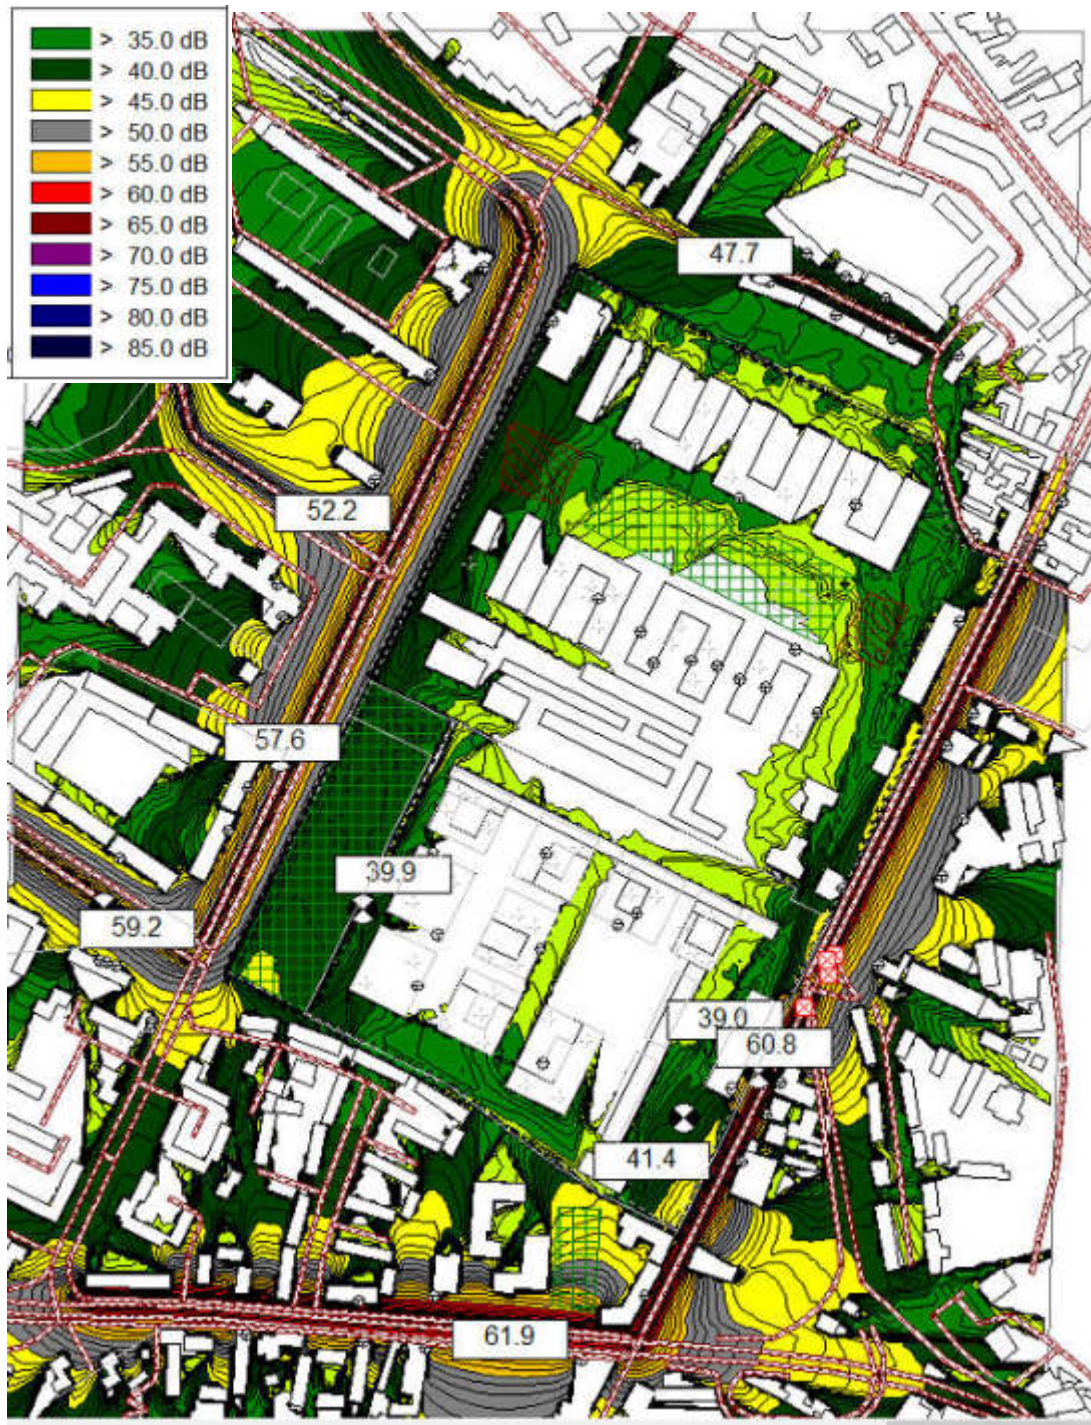 > 35.0 dB
> 40.0 dB
> 45.0 dB
> 50.0 dB
> 55.0 dB
> 60.0 dB
> 65.0 dB
> 70.0 dB
> 75.0 dB
> 80.0 dB
> 85.0 dB
47.7
52.2
57.6
39.9
59.2
39.0
60.8
41.4
61.9